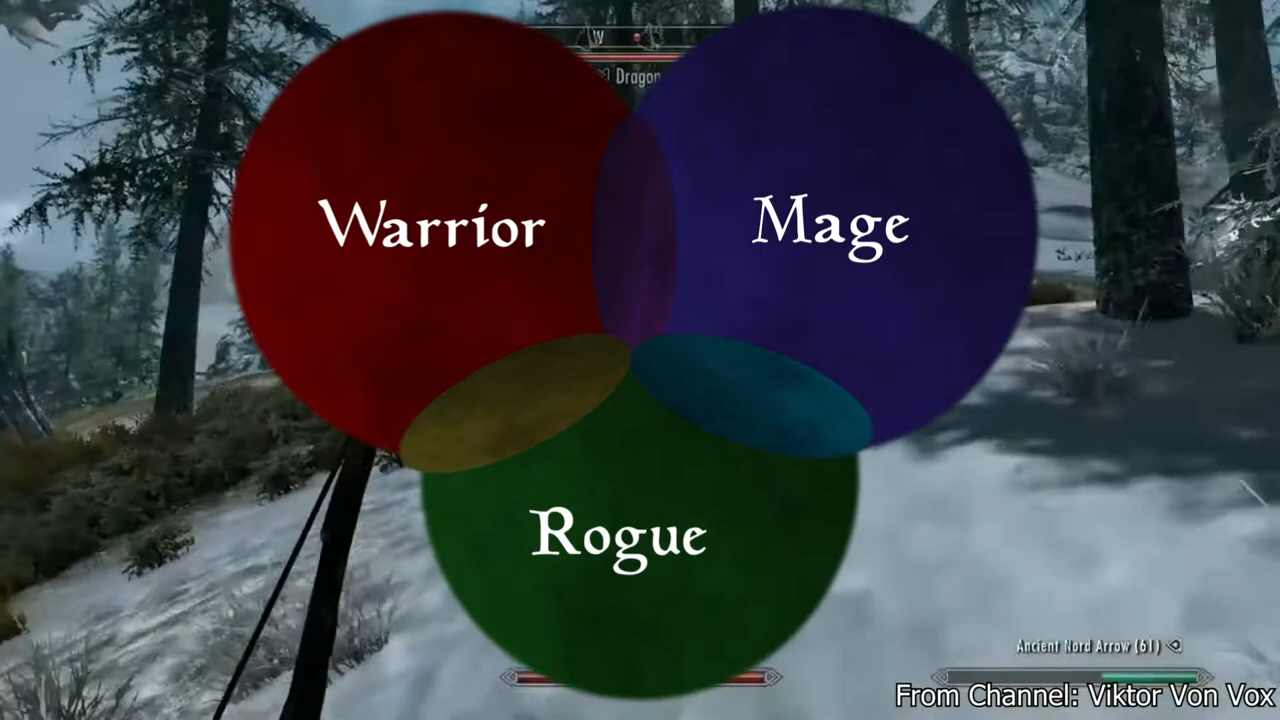 W
Dragon
Warrior
Mage
Rogue
Ancient Nord Arrow (61)
From Channel: Viktor Von Vox